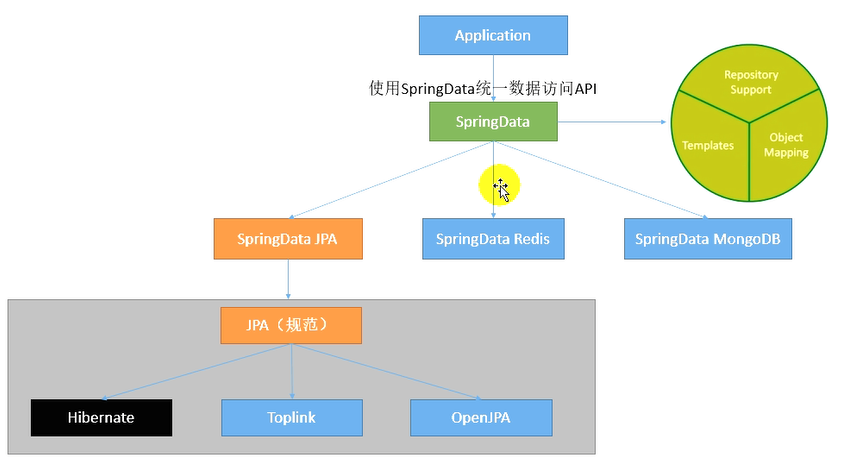 Application
使用SpringData统一数据访问API
SpringData
Repository
Support
Templates
Object
Mapping
SpringData JPA
SpringData Redis
SpringData MongoDB
JPA（规范）
Hibernate
Toplink
OpenJPA